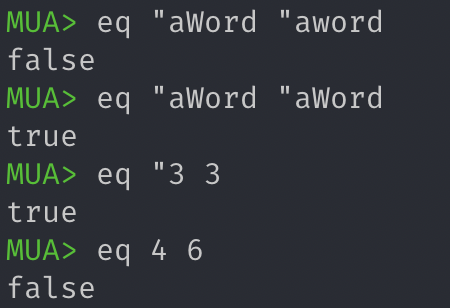 MUA> eq "aWord "aword
false
MUA> eq "aWord "aWord
true
MUA> eq "3 3
true
MUA> eq 4 6
false